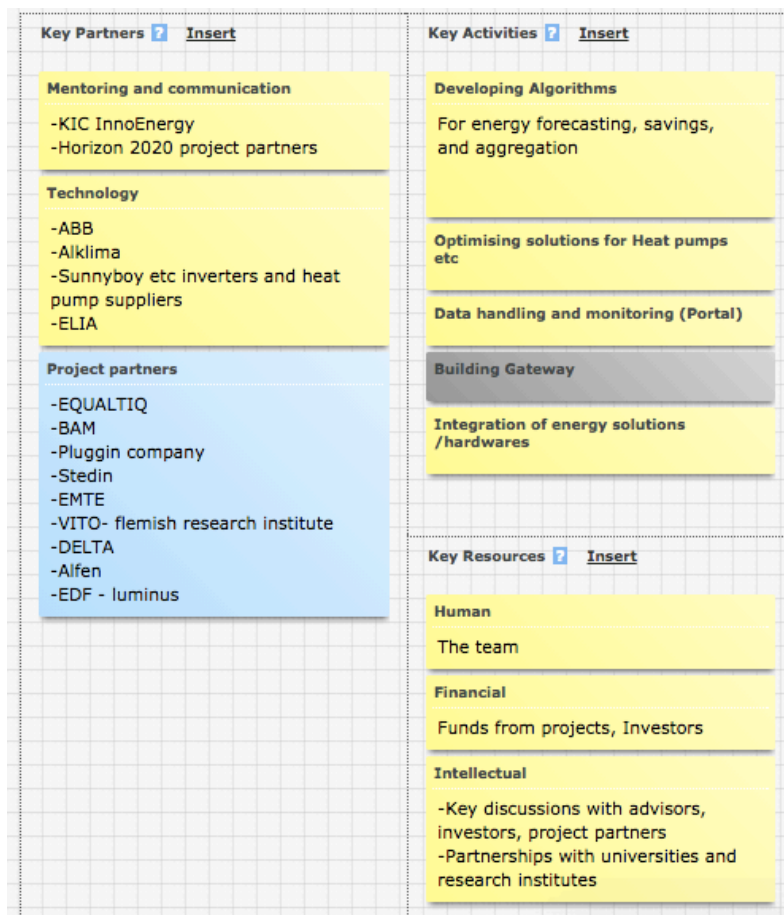 Key Partners ? Insert
Mentoring and communication
-KIC InnoEnergy
-Horizon 2020 project partners
Technology
-ABB
-Alklima
-Sunnyboy etc inverters and heat
pump suppliers
-ELIA
Project partners
-EQUALTIQ
-BAM
-Pluggin company
-Stedin
-EMTE
-VITO- flemish research institute
-DELTA
-Alfen
-EDF - luminus
Key Activities ? Insert
Developing Algorithms
For energy forecasting, savings,
and aggregation
Optimising solutions for Heat pumps
etc
Data handling and monitoring (Portal)
Building Gateway
Integration of energy solutions
/hardwares
Key Resources ? Insert
Human
The team
Financial
Funds from projects, Investors
Intellectual
-Key discussions with advisors,
investors, project partners
-Partnerships with universities and
research institutes